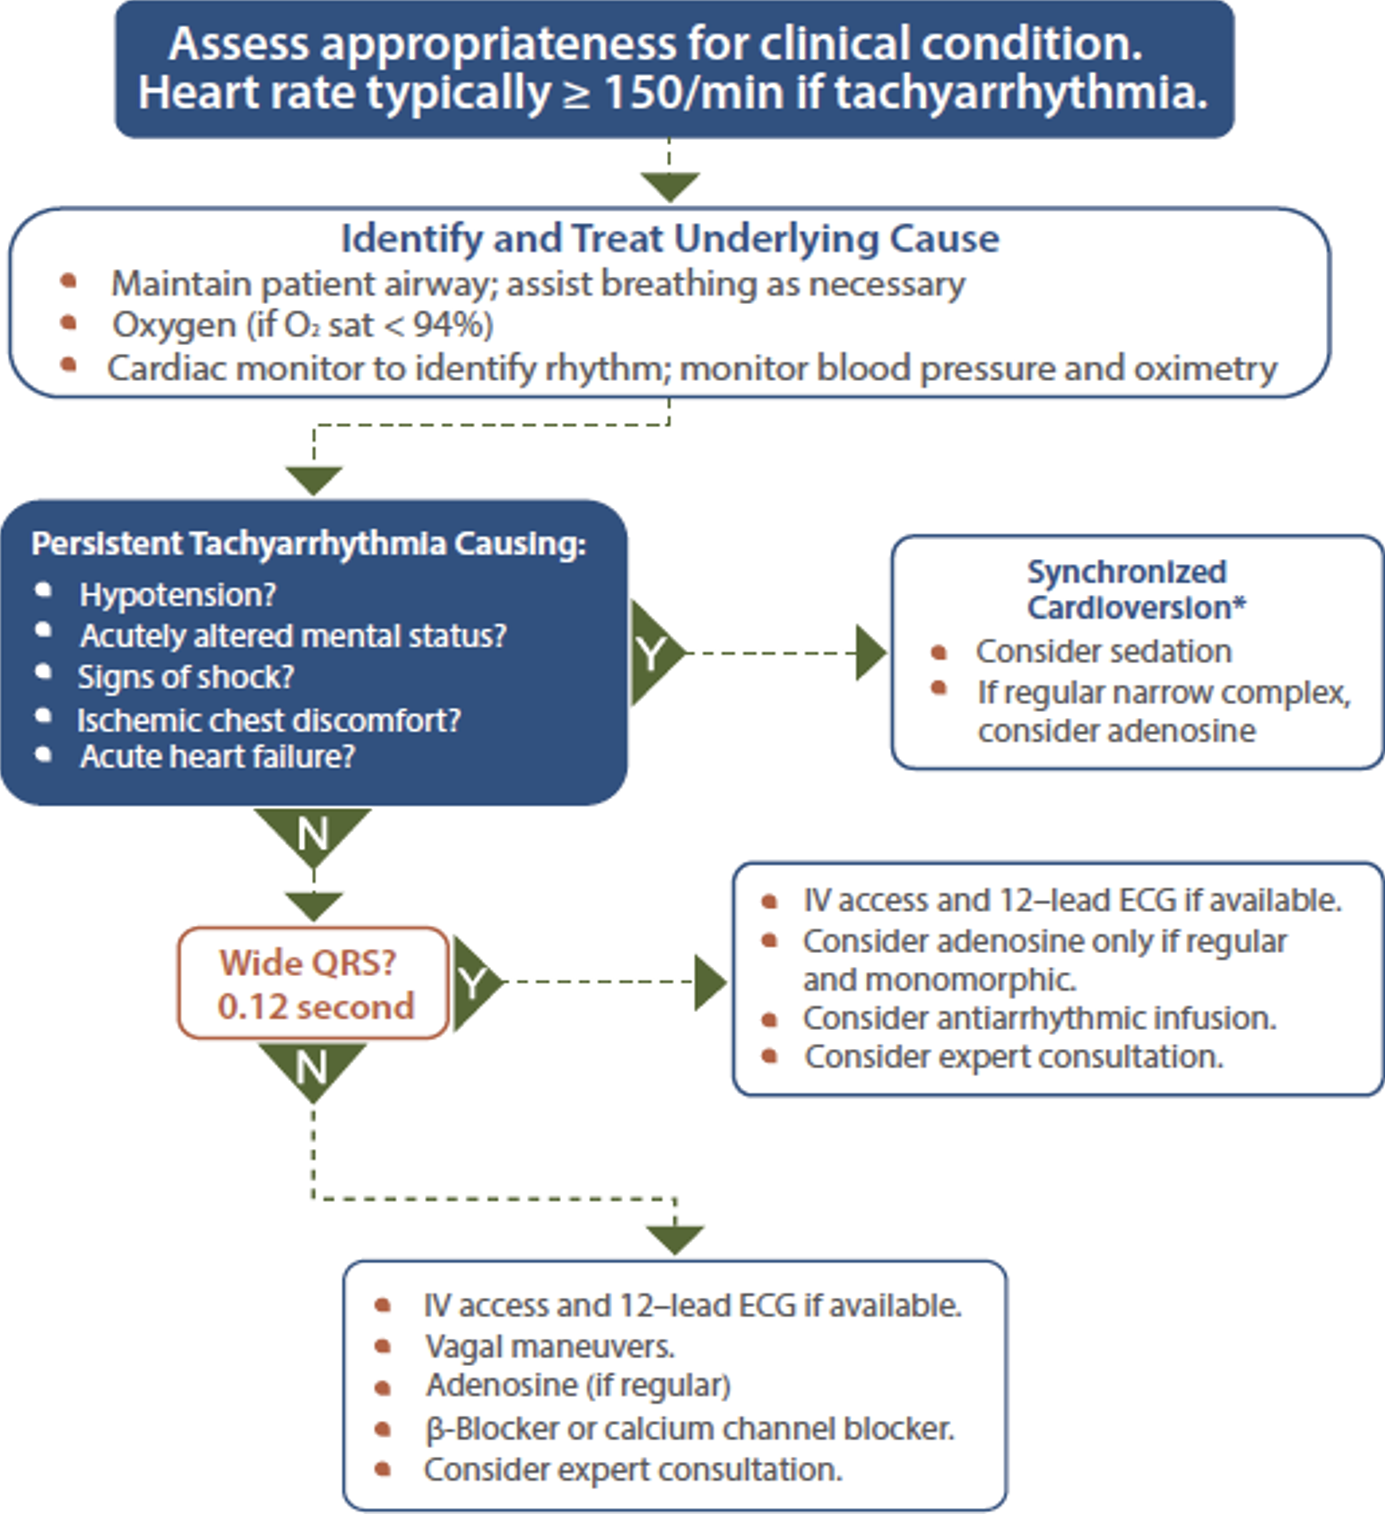 Assess appropriateness for clinical condition.
Heart rate typically ≥ 150/min if tachyarrhythmia.
Identify and Treat Underlying Cause
Maintain patient airway; assist breathing as necessary
Oxygen (if O₂ sat < 94%)
Cardiac monitor to identify rhythm; monitor blood pressure and oximetry
Persistent Tachyarrhythmia Causing:
Hypotension?
Acutely altered mental status?
Signs of shock?
Ischemic chest discomfort?
Acute heart failure?
Y
Synchronized
Cardioversion*
Consider sedation
If regular narrow complex,
consider adenosine
N
Wide QRS?
0.12 second
Y
IV access and 12–lead ECG if available.
Consider adenosine only if regular
and monomorphic.
Consider antiarrhythmic infusion.
Consider expert consultation.
N
IV access and 12–lead ECG if available.
Vagal maneuvers.
Adenosine (if regular)
β-Blocker or calcium channel blocker.
Consider expert consultation.